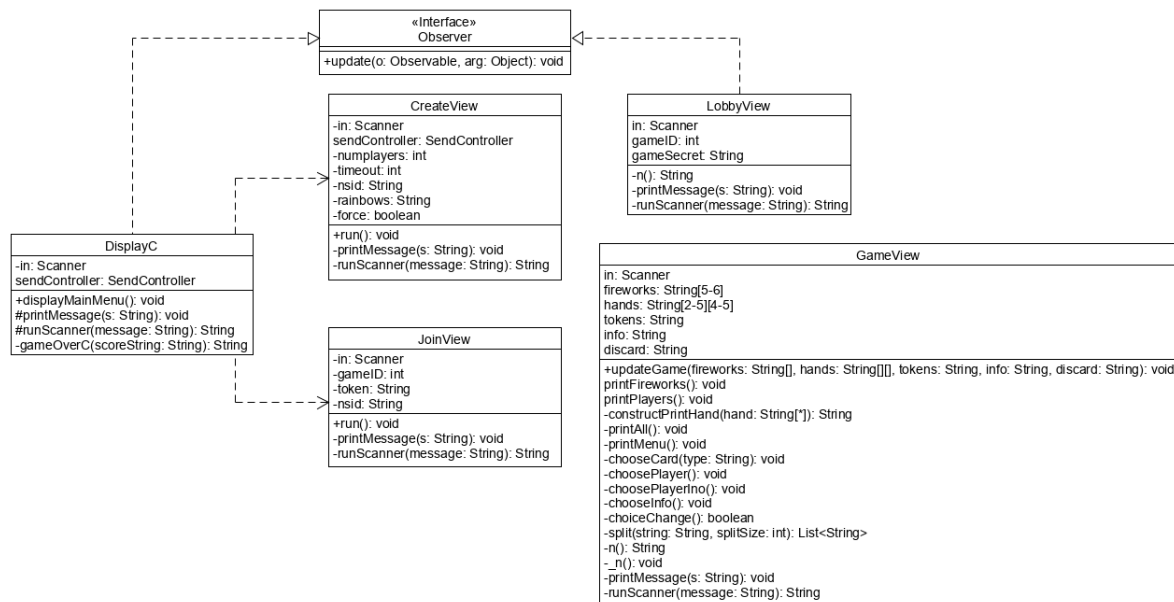 «Interface»
Observer
+update(o: Observable, arg: Object): void
CreateView
-in: Scanner
sendController: SendController
-numplayers: int
-timeout: int
-nsid: String
-rainbows: String
-force: boolean
+run(): void
-printMessage(s: String): void
-runScanner(message: String): String
LobbyView
in: Scanner
gameID: int
gameSecret: String
-n(): String
-printMessage(s: String): void
-runScanner(message: String): String
DisplayC
-in: Scanner
sendController: SendController
+displayMainMenu(): void
#printMessage(s: String): void
#runScanner(message: String): String
-gameOverC(scoreString: String): String
JoinView
-in: Scanner
-gameID: int
-token: String
-nsid: String
+run(): void
-printMessage(s: String): void
-runScanner(message: String): String
GameView
in: Scanner
fireworks: String[5-6]
hands: String[2-5][4-5]
tokens: String
info: String
discard: String
+updateGame(fireworks: String[], hands: String[][], tokens: String, info: String, discard: String): void
printFireworks(): void
printPlayers(): void
-constructPrintHand(hand: String[*]): String
-printAll(): void
-printMenu(): void
-chooseCard(type: String): void
-choosePlayer(): void
-choosePlayerIno(): void
-chooseInfo(): void
-choiceChange(): boolean
-split(string: String, splitSize: int): List<String>
-n(): String
-_n(): void
-printMessage(s: String): void
-runScanner(message: String): String